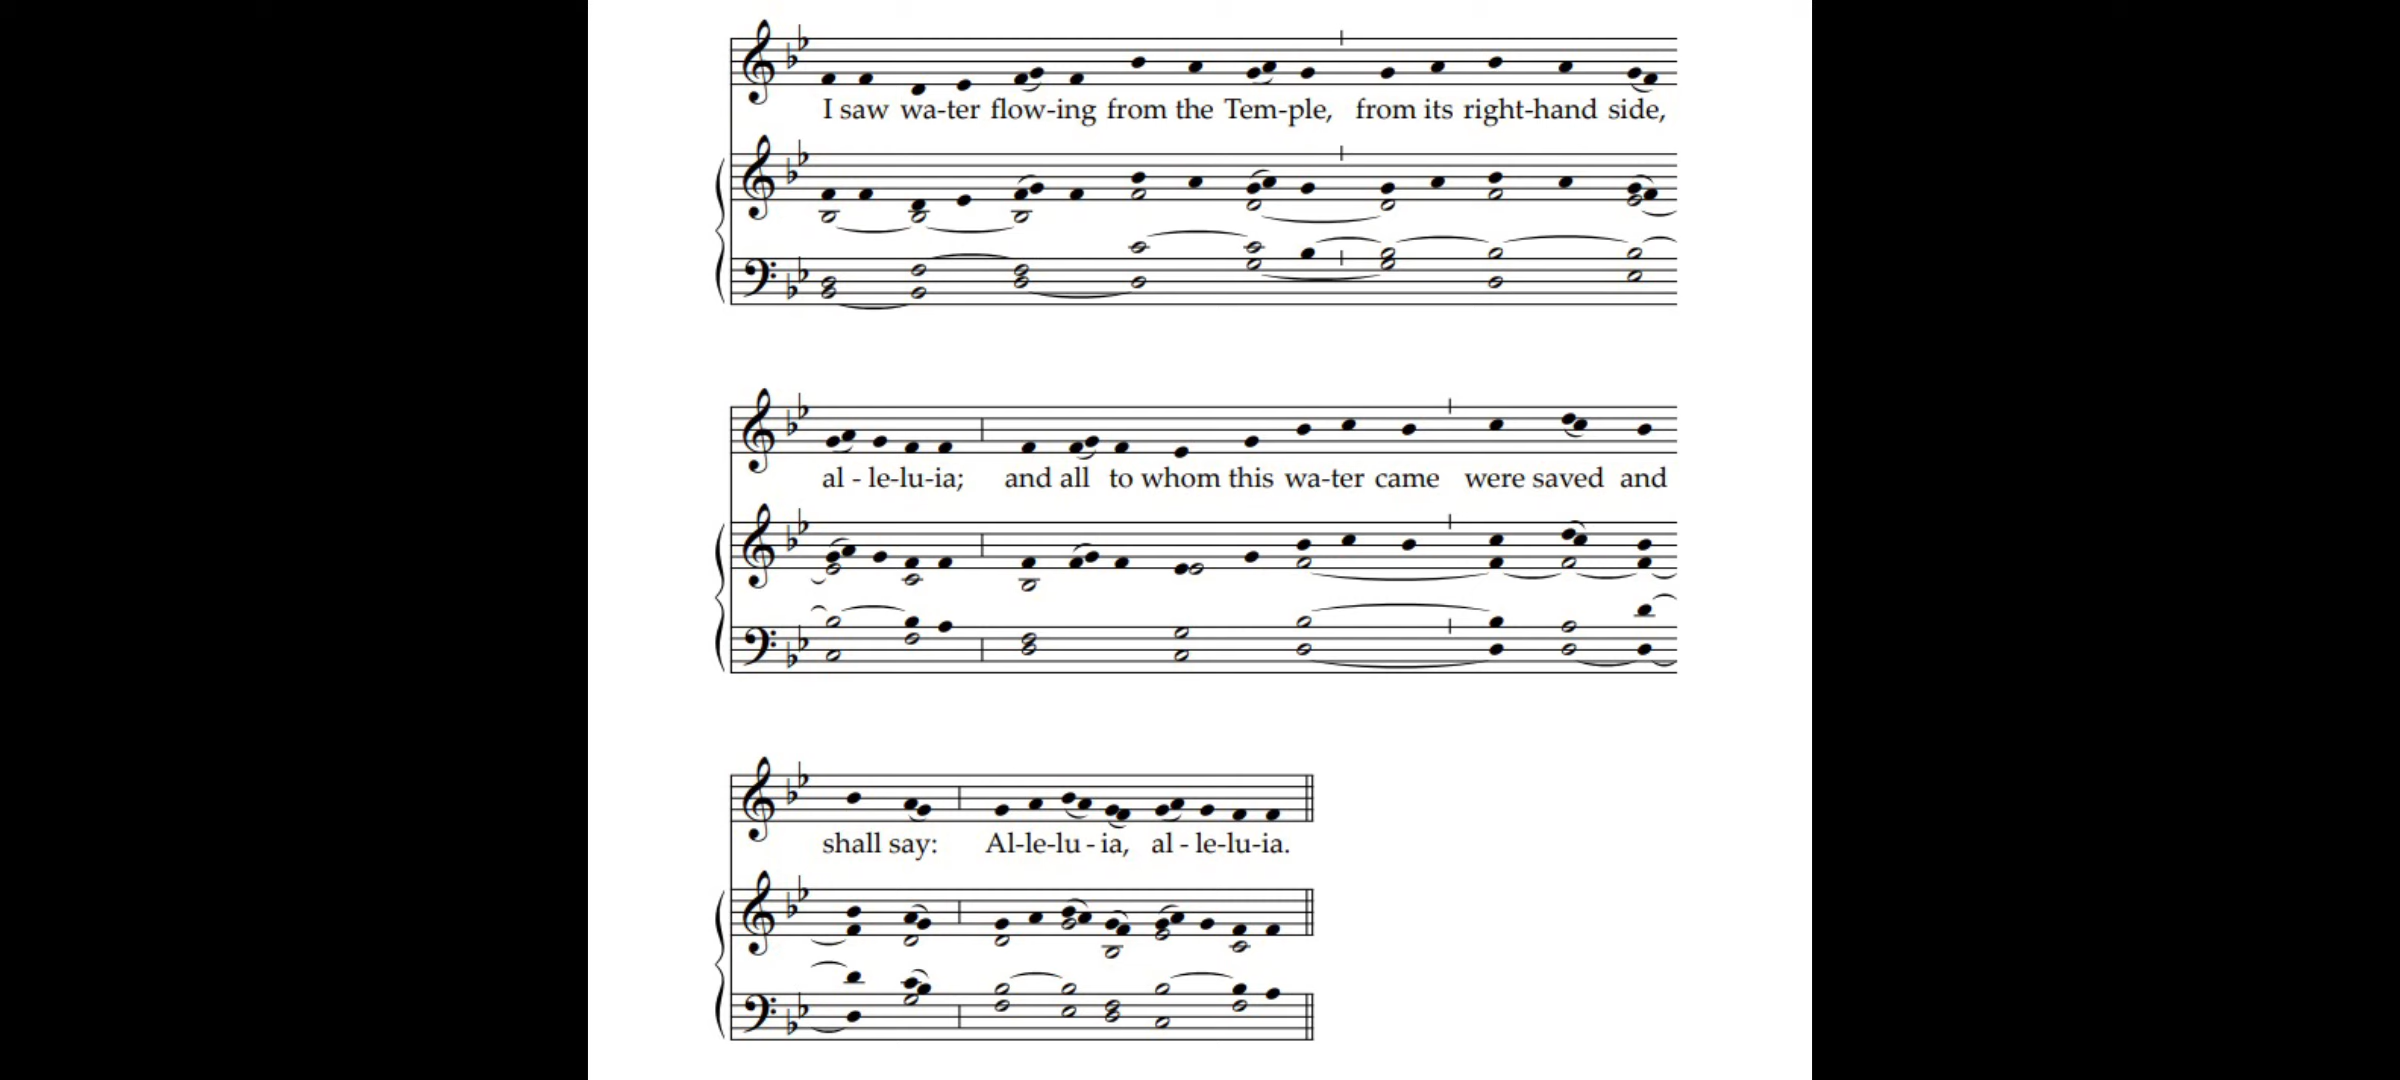 I saw wa-ter flow-ing from the Tem-ple, from its right-hand side,
al - le-lu-ia; and all to whom this wa-ter came were saved and
shall say: Al-le-lu - ia, al - le-lu-ia.